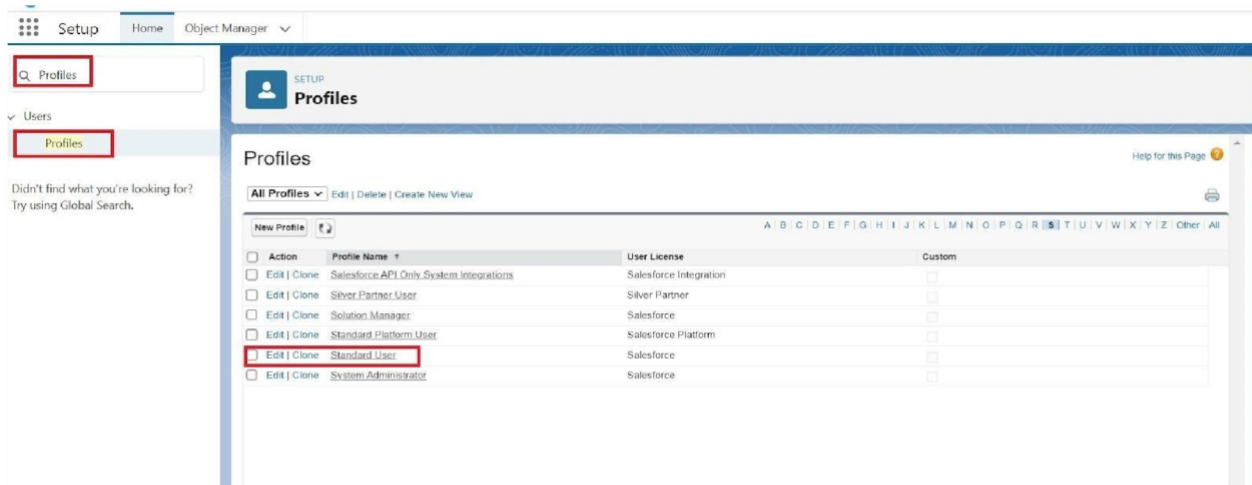 Setup Home Object Manager
Profiles
Users
Profiles
Didn't find what you're looking for?
Try using Global Search.
SETUP
Profiles
Profiles
Help for this Page
All Profiles Edit | Delete | Create New View
New Profile
A | B | C | D | E | F | G | H | I | J | K | L | M | N | O | P | Q | R | S | T | U | V | W | X | Y | Z | Other | All
Action Profile Name User License Custom
Edit | Clone Salesforce API Only System Integrations Salesforce Integration
Edit | Clone Silver Partner User Silver Partner
Edit | Clone Solution Manager Salesforce
Edit | Clone Standard Platform User Salesforce Platform
Edit | Clone Standard User Salesforce
Edit | Clone System Administrator Salesforce